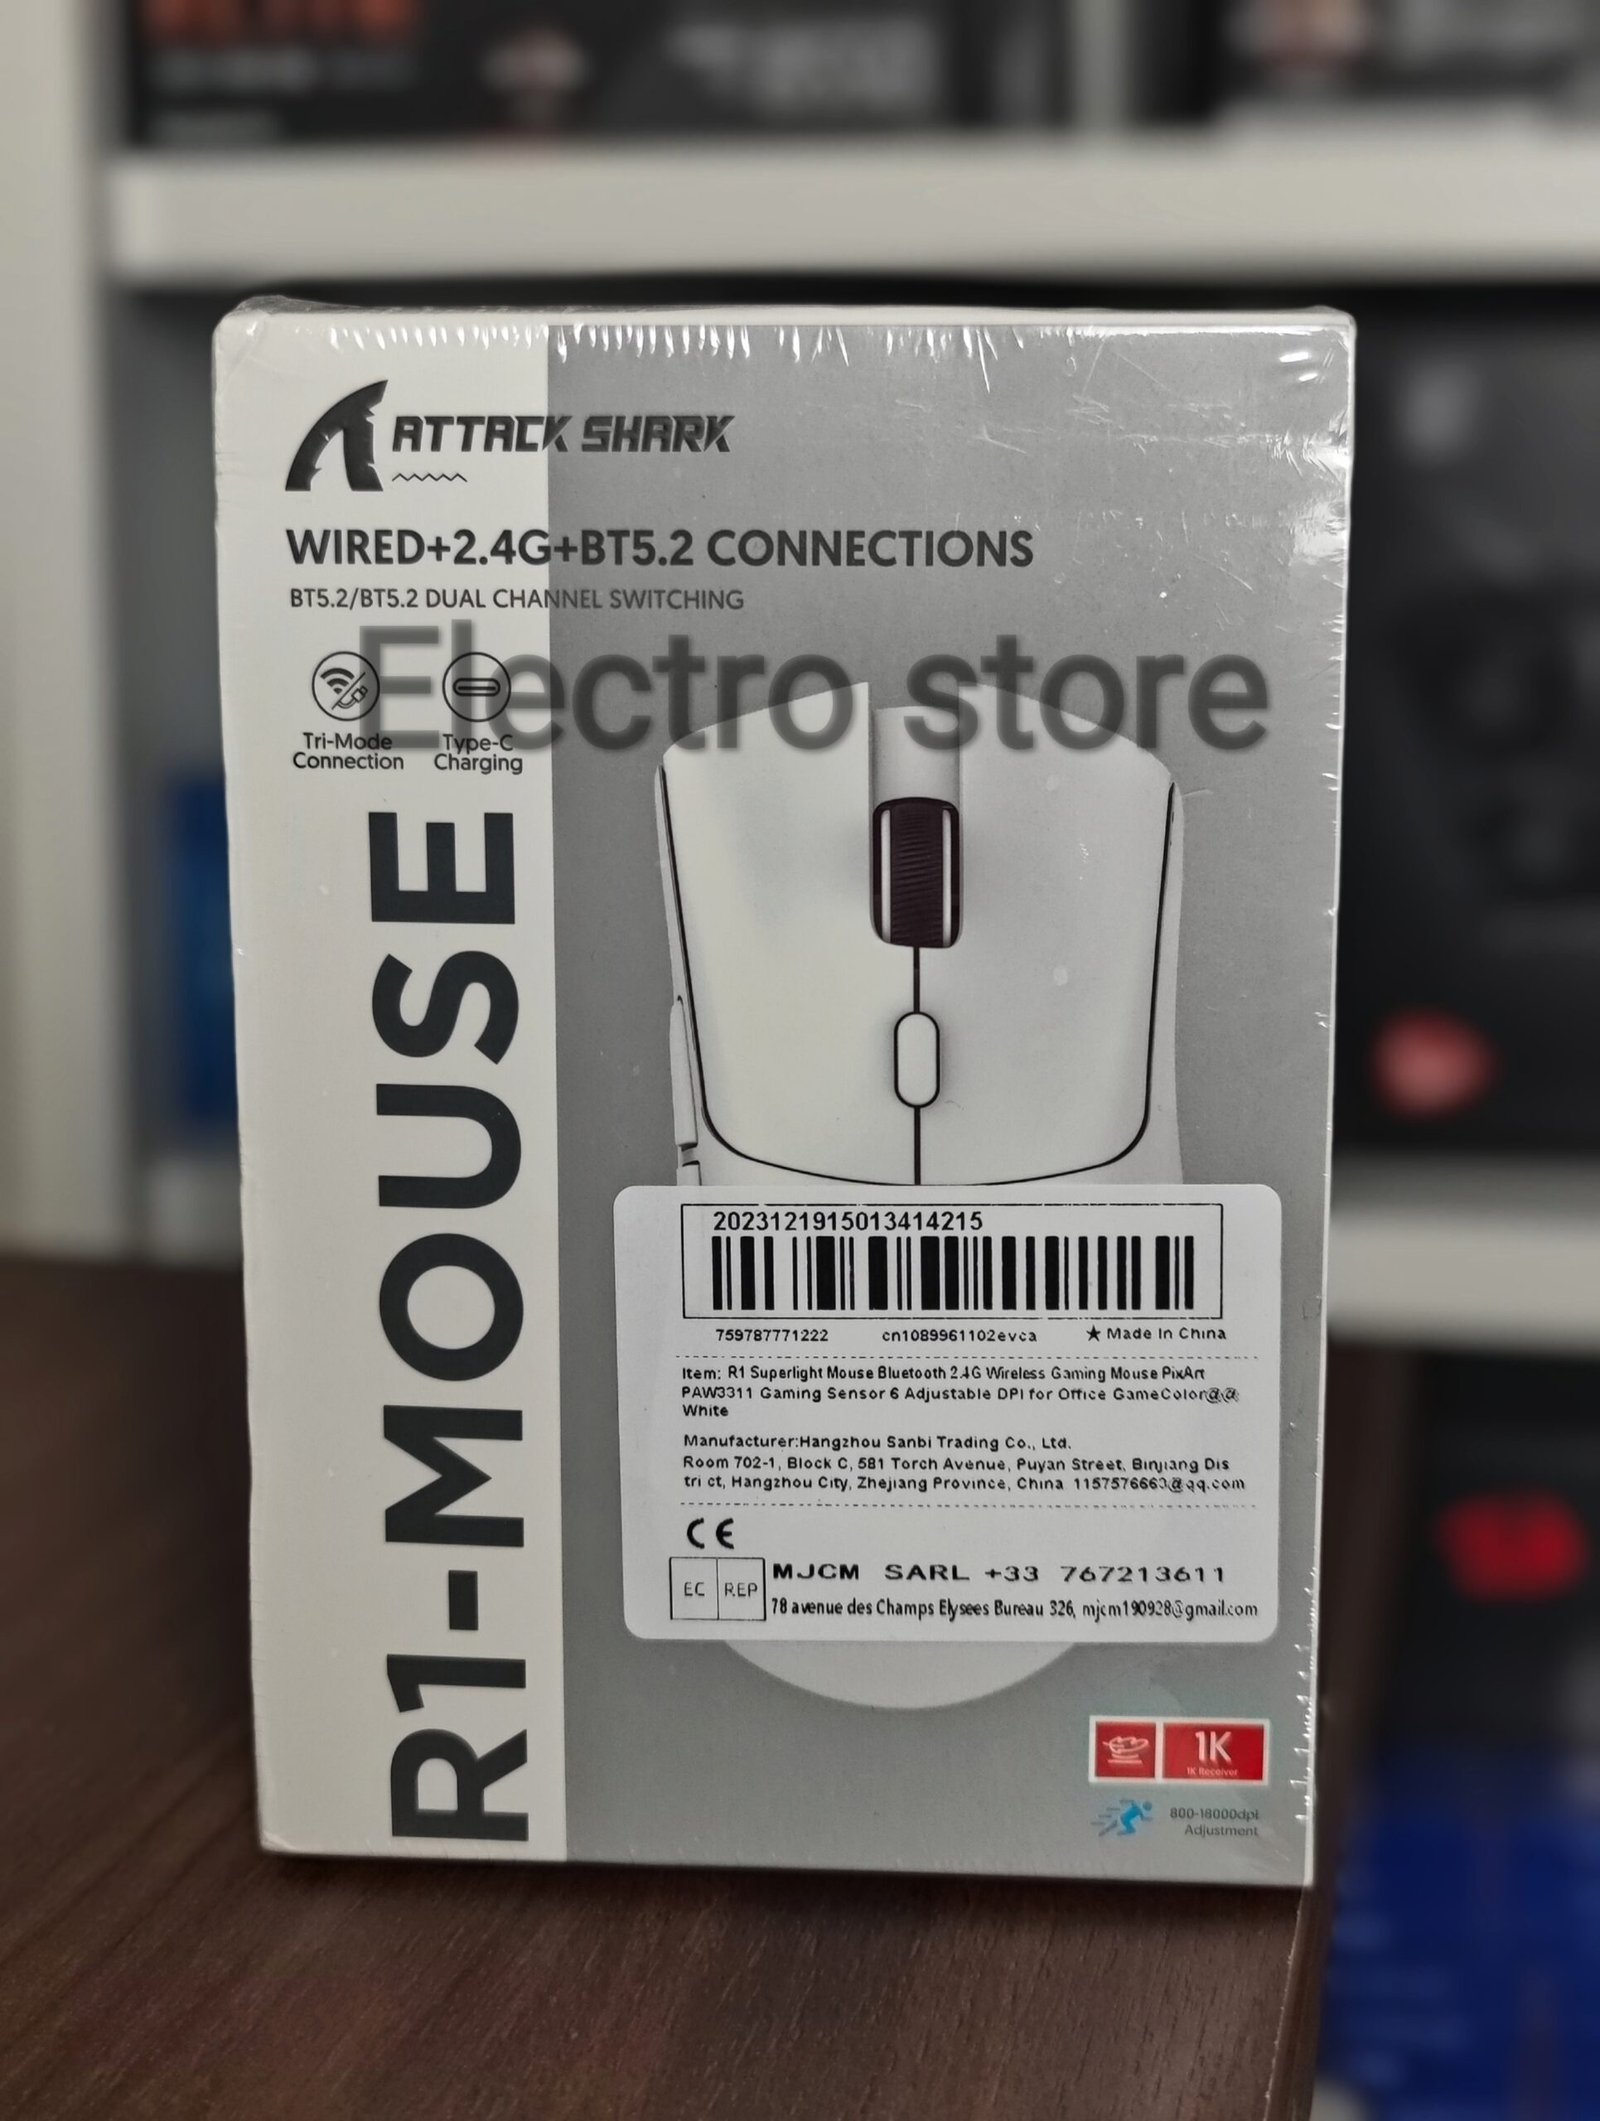 ATTACK SHARK
WIRED+2.4G+BT5.2 CONNECTIONS
BT5.2/BT5.2 DUAL CHANNEL SWITCHING
Electro store
Tri-Mode
Connection
Type-C
Charging
R1-MOUSE
2023121915013414215
759787771222 cn1089961102evca ★ Made In China
Item: R1 Superlight Mouse Bluetooth 2.4G Wireless Gaming Mouse PixArt
PAW3311 Gaming Sensor 6 Adjustable DPI for Office GameColor@@
White
Manufacturer:Hangzhou Sanbi Trading Co., Ltd.
Room 702-1, Block C, 581 Torch Avenue, Puyan Street, Binjiang Dis
tri ct, Hangzhou City, Zhejiang Province, China 1157576663@qq.com
CE
EC REP
MJCM SARL +33 767213611
78 avenue des Champs Elysees Bureau 326, mjcm190928@gmail.com
1K
1K Receiver
800-18000dpi
Adjustment